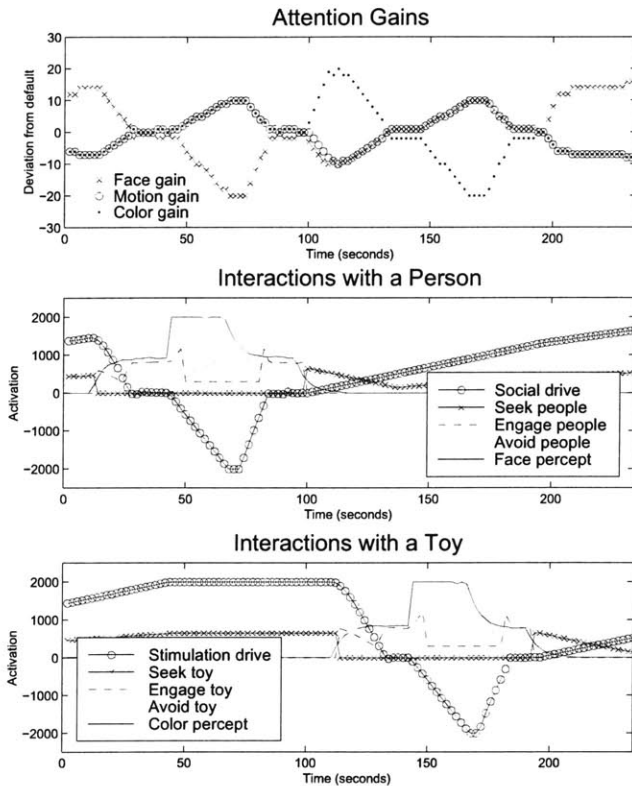 Attention Gains
30
20
10
0
−10
−20
−30
Deviation from default
Face gain
Motion gain
Color gain
0 50 100 150 200
Time (seconds)
Interactions with a Person
2000
1000
0
−1000
−2000
Activation
Social drive
Seek people
Engage people
Avoid people
Face percept
0 50 100 150 200
Time (seconds)
Interactions with a Toy
2000
1000
0
−1000
−2000
Activation
Stimulation drive
Seek toy
Engage toy
Avoid toy
Color percept
0 50 100 150 200
Time (seconds)